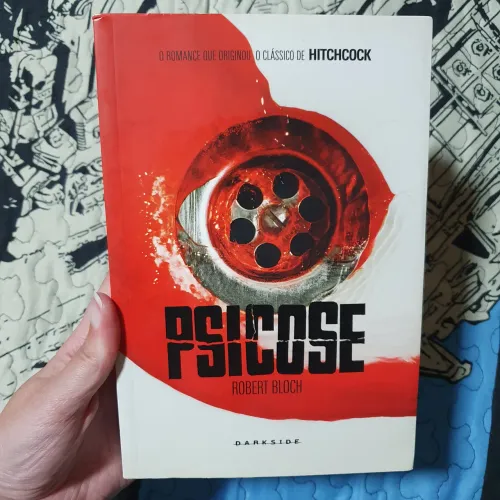 O ROMANCE QUE ORIGINOU O CLÁSSICO DE HITCHCOCK
PSICOSE
ROBERT BLOCH
DARKSIDE